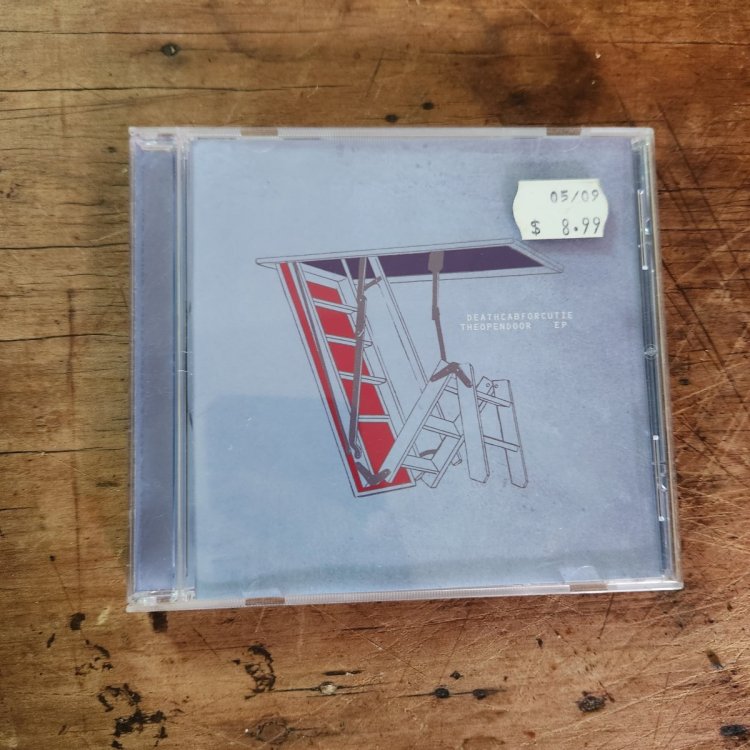 05/09
$ 8.99
DEATHCABFORCUTIE
THEOPENDOOR EP